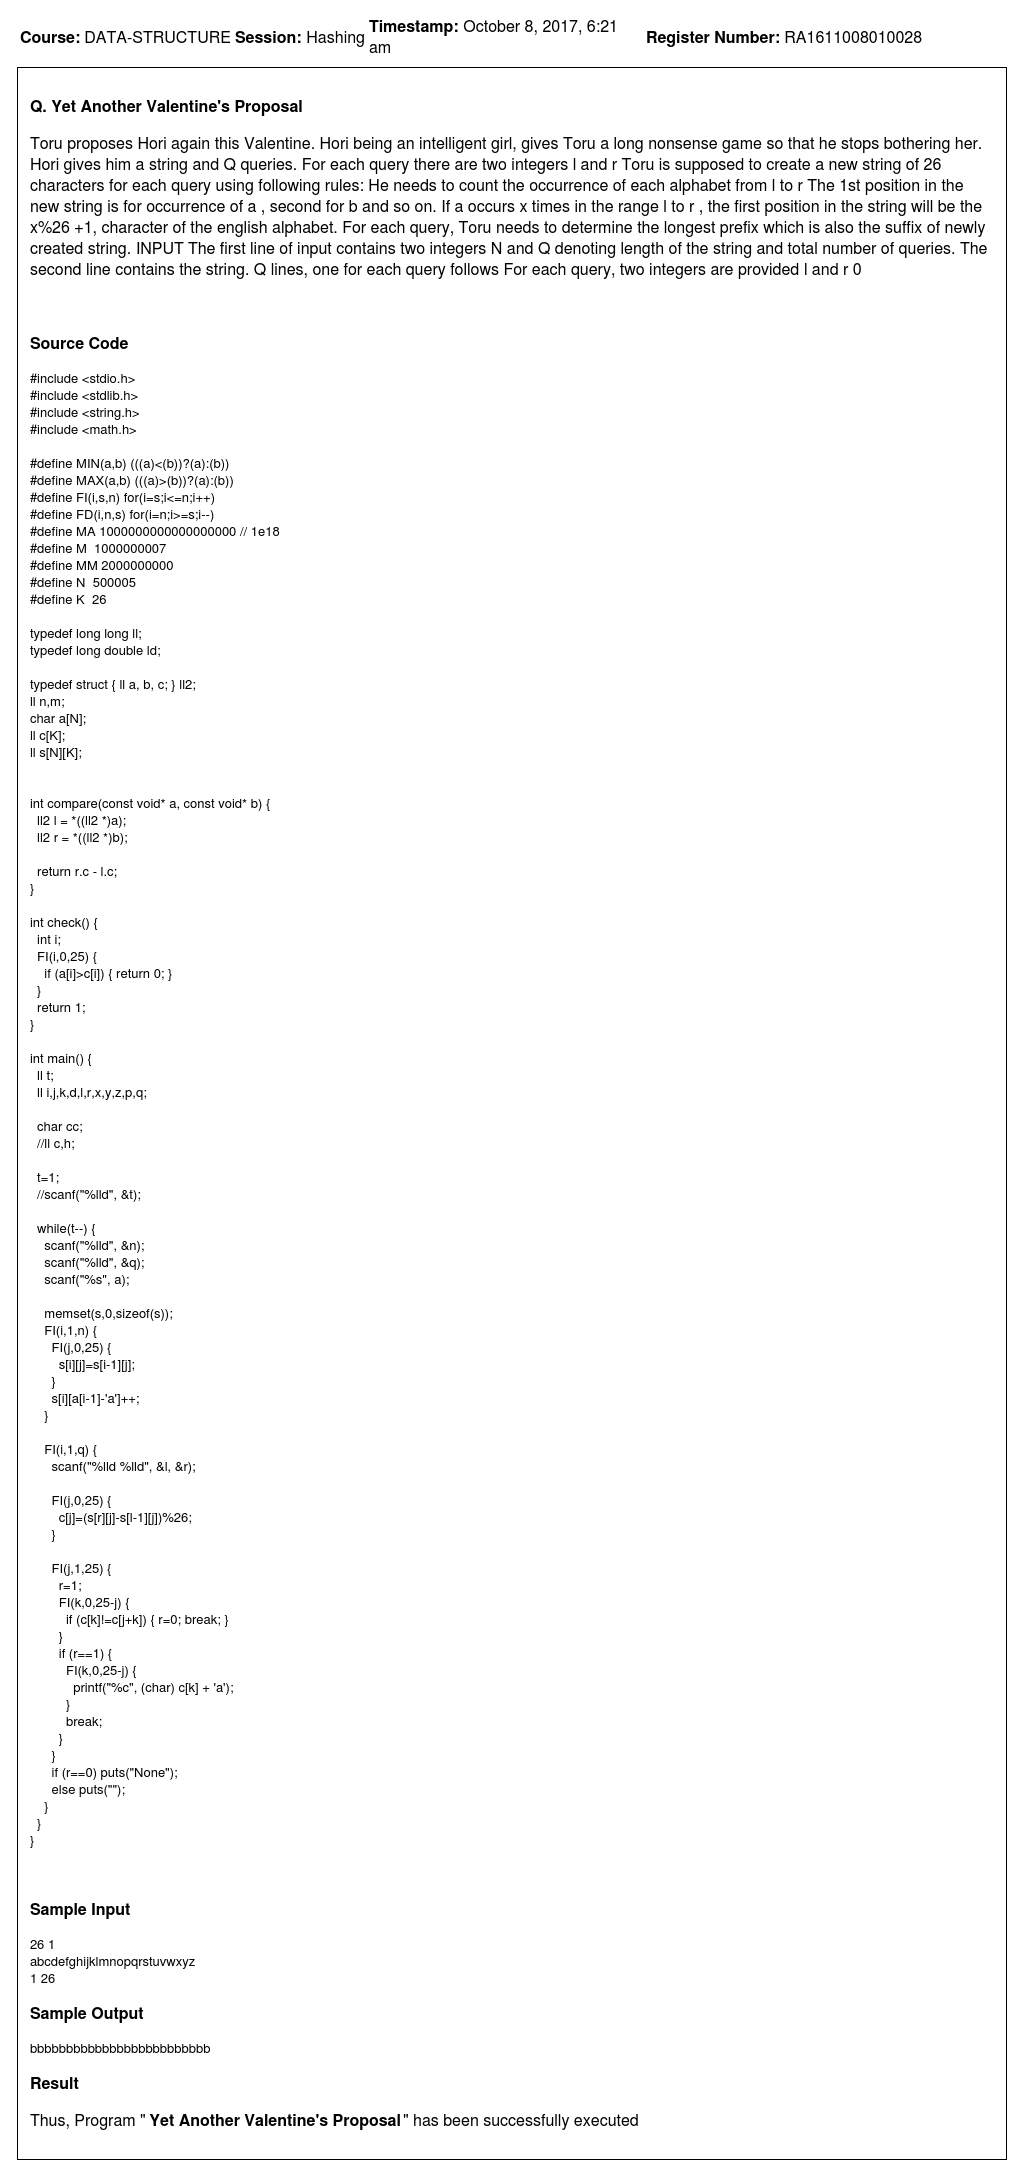 Course: DATA-STRUCTURE Session: Hashing Timestamp: October 8, 2017, 6:21 am Register Number: RA1611008010028
Q. Yet Another Valentine's Proposal
Toru proposes Hori again this Valentine. Hori being an intelligent girl, gives Toru a long nonsense game so that he stops bothering her.
Hori gives him a string and Q queries. For each query there are two integers l and r Toru is supposed to create a new string of 26
characters for each query using following rules: He needs to count the occurrence of each alphabet from l to r The 1st position in the
new string is for occurrence of a , second for b and so on. If a occurs x times in the range l to r , the first position in the string will be the
x%26 +1, character of the english alphabet. For each query, Toru needs to determine the longest prefix which is also the suffix of newly
created string. INPUT The first line of input contains two integers N and Q denoting length of the string and total number of queries. The
second line contains the string. Q lines, one for each query follows For each query, two integers are provided l and r 0
Source Code
#include <stdio.h>
#include <stdlib.h>
#include <string.h>
#include <math.h>
#define MIN(a,b) (((a)<(b))?(a):(b))
#define MAX(a,b) (((a)>(b))?(a):(b))
#define FI(i,s,n) for(i=s;i<=n;i++)
#define FD(i,n,s) for(i=n;i>=s;i--)
#define MA 1000000000000000000 // 1e18
#define M  1000000007
#define MM 2000000000
#define N  500005
#define K  26
typedef long long ll;
typedef long double ld;
typedef struct { ll a, b, c; } ll2;
ll n,m;
char a[N];
ll c[K];
ll s[N][K];
int compare(const void* a, const void* b) {
  ll2 l = *((ll2 *)a);
  ll2 r = *((ll2 *)b);
  return r.c - l.c;
}
int check() {
  int i;
  FI(i,0,25) {
    if (a[i]>c[i]) { return 0; }
  }
  return 1;
}
int main() {
  ll t;
  ll i,j,k,d,l,r,x,y,z,p,q;
  char cc;
  //ll c,h;
  t=1;
  //scanf("%lld", &t);
  while(t--) {
    scanf("%lld", &n);
    scanf("%lld", &q);
    scanf("%s", a);
    memset(s,0,sizeof(s));
    FI(i,1,n) {
      FI(j,0,25) {
        s[i][j]=s[i-1][j];
      }
      s[i][a[i-1]-'a']++;
    }
    FI(i,1,q) {
      scanf("%lld %lld", &l, &r);
      FI(j,0,25) {
        c[j]=(s[r][j]-s[l-1][j])%26;
      }
      FI(j,1,25) {
        r=1;
        FI(k,0,25-j) {
          if (c[k]!=c[j+k]) { r=0; break; }
        }
        if (r==1) {
          FI(k,0,25-j) {
            printf("%c", (char) c[k] + 'a');
          }
          break;
        }
      }
      if (r==0) puts("None");
      else puts("");
    }
  }
}
Sample Input
26 1
abcdefghijklmnopqrstuvwxyz
1 26
Sample Output
bbbbbbbbbbbbbbbbbbbbbbbbb
Result
Thus, Program " Yet Another Valentine's Proposal" has been successfully executed